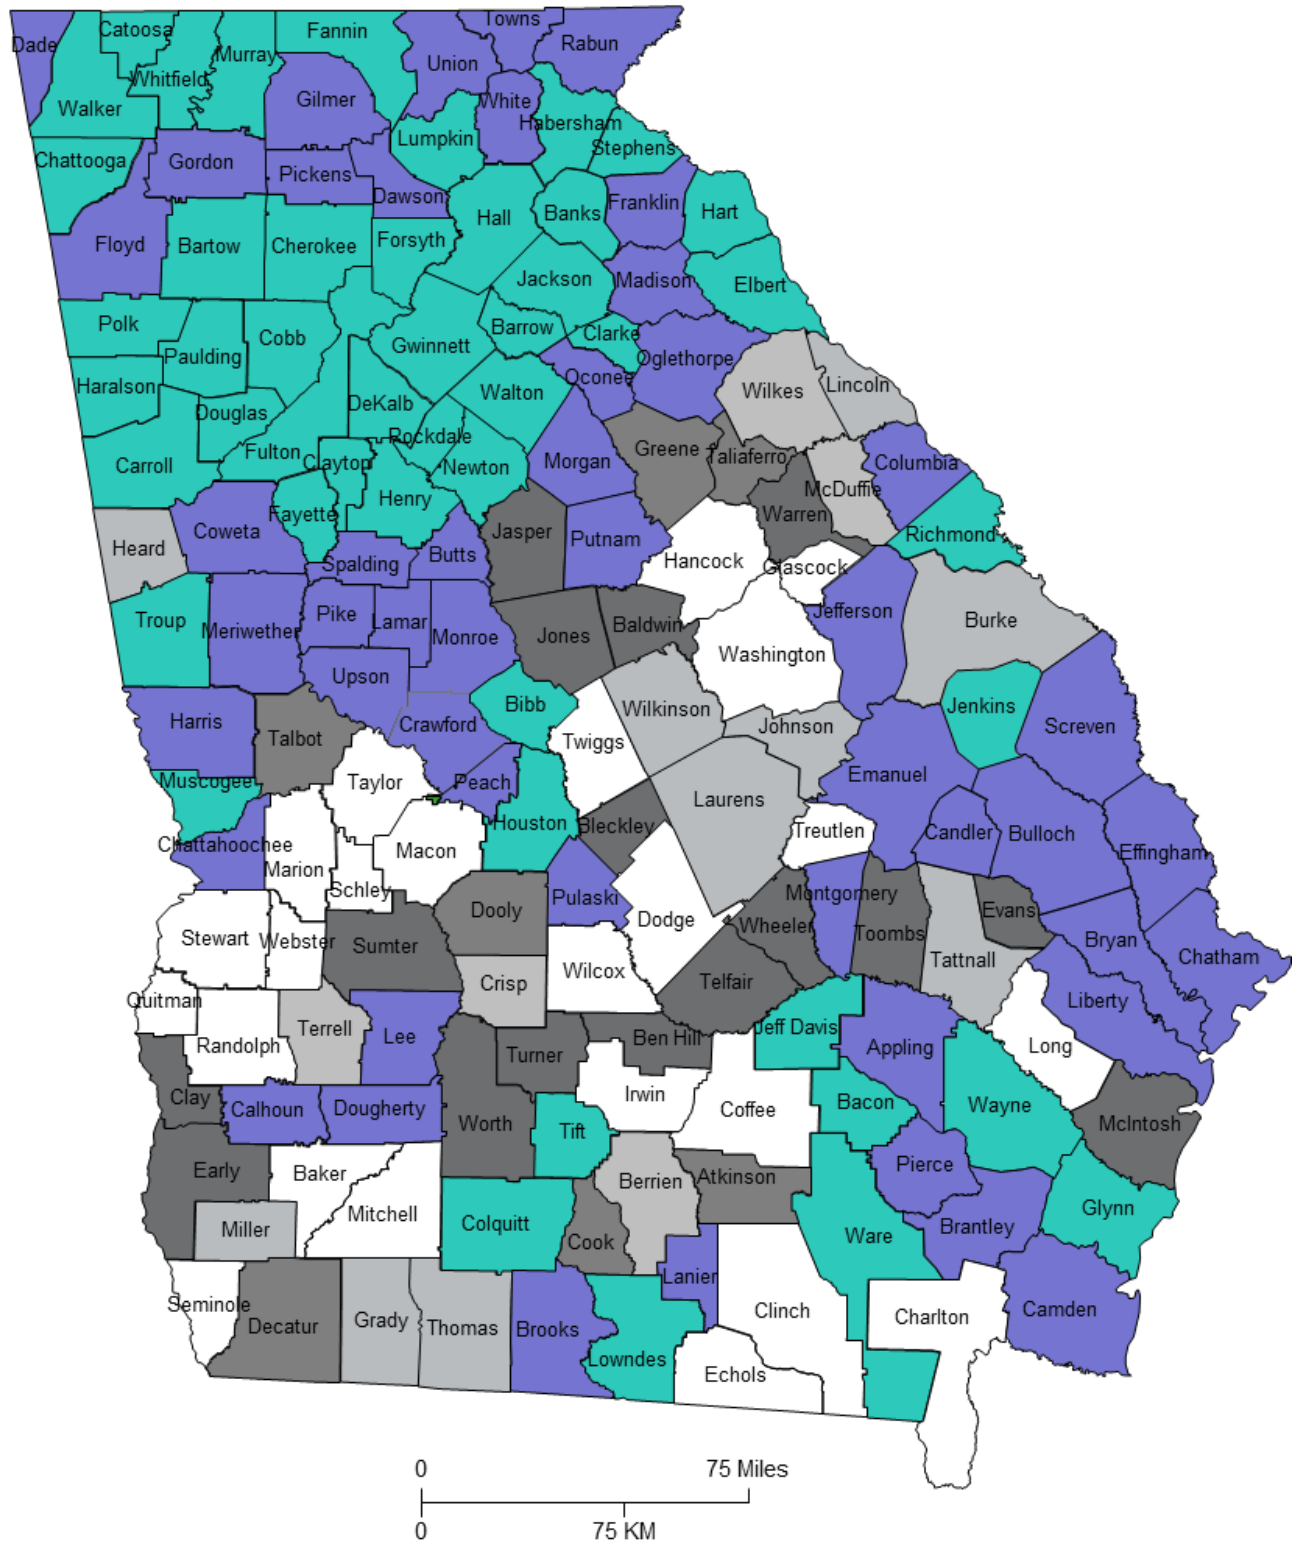 Dade
Catoosa
Whitfield
Murray
Fannin
Union
Towns
Rabun
Walker
Gilmer
White
Lumpkin
Habersham
Stephens
Chattooga
Gordon
Pickens
Dawson
Franklin
Hart
Floyd
Bartow
Cherokee
Forsyth
Hall
Banks
Jackson
Madison
Elbert
Polk
Paulding
Cobb
Gwinnett
Barrow
Clarke
Oglethorpe
Oconee
Haralson
Douglas
DeKalb
Walton
Wilkes
Lincoln
Carroll
Fulton
Clayton
Rockdale
Newton
Morgan
Greene
Taliaferro
McDuffie
Columbia
Coweta
Fayette
Henry
Warren
Richmond
Heard
Spalding
Butts
Jasper
Putnam
Hancock
Glascock
Troup
Meriwether
Pike
Lamar
Monroe
Jones
Baldwin
Jefferson
Burke
Washington
Upson
Harris
Talbot
Crawford
Bibb
Twiggs
Wilkinson
Johnson
Jenkins
Screven
Muscogee
Taylor
Peach
Houston
Bleckley
Laurens
Emanuel
Treutlen
Candler
Bulloch
Effingham
Chattahoochee
Marion
Schley
Macon
Dooly
Pulaski
Dodge
Montgomery
Wheeler
Toombs
Evans
Tattnall
Bryan
Chatham
Stewart
Webster
Sumter
Crisp
Wilcox
Telfair
Liberty
Quitman
Randolph
Terrell
Lee
Turner
Ben Hill
Jeff Davis
Appling
Long
Clay
Calhoun
Dougherty
Worth
Tift
Irwin
Coffee
Bacon
Wayne
McIntosh
Early
Baker
Mitchell
Miller
Colquitt
Cook
Berrien
Atkinson
Pierce
Ware
Brantley
Glynn
Seminole
Decatur
Grady
Thomas
Brooks
Lowndes
Lanier
Echols
Clinch
Charlton
Camden
0 75 Miles
0 75 KM